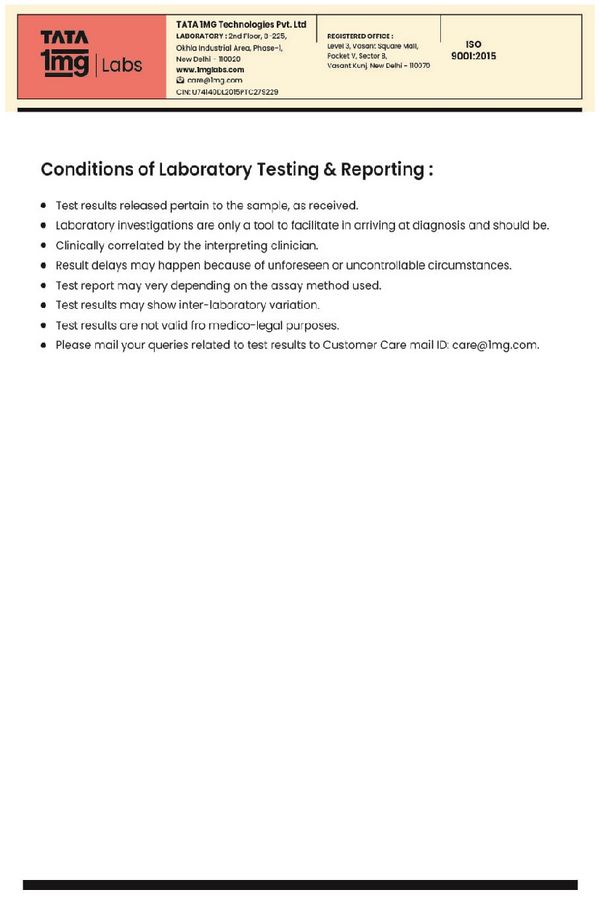 TATA
1mg | Labs
TATA 1MG Technologies Pvt. Ltd
LABORATORY : 2nd Floor, B-225,
Okhla Industrial Area, Phase-1,
New Delhi - 110020
www.1mglabs.com
care@1mg.com
CIN: U74140DL2015PTC279229
REGISTERED OFFICE :
Level 3, Vasant Square Mall,
Pocket V, Sector B,
Vasant Kunj, New Delhi - 110070
ISO
9001:2015
Conditions of Laboratory Testing & Reporting :
• Test results released pertain to the sample, as received.
• Laboratory investigations are only a tool to facilitate in arriving at diagnosis and should be.
• Clinically correlated by the interpreting clinician.
• Result delays may happen because of unforeseen or uncontrollable circumstances.
• Test report may very depending on the assay method used.
• Test results may show inter-laboratory variation.
• Test results are not valid fro medico-legal purposes.
• Please mail your queries related to test results to Customer Care mail ID: care@1mg.com.